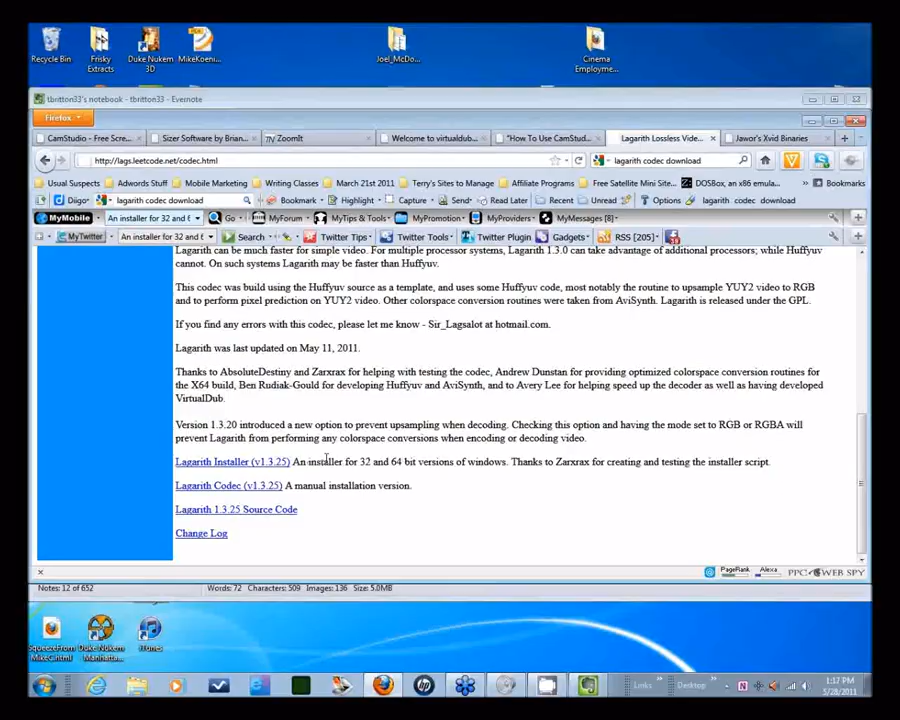 Recycle Bin
Frisky Extracts
Duke Nukem 3D
MikeKoeni...
Joel_McDo...
Cinema Employme...
tbritton33's notebook - tbritton33 - Evernote
Firefox
CamStudio - Free Scre...
Sizer Software by Brian...
ZoomIt
Welcome to virtualdub...
"How To Use CamStud...
Lagarith Lossless Vide...
Jawor's Xvid Binaries
http://lags.leetcode.net/codec.html
lagarith codec download
Usual Suspects Adwords Stuff Mobile Marketing Writing Classes March 21st 2011 Terry's Sites to Manage Affiliate Programs Free Satellite Mini Site... DOSBox, an x86 emula... » Bookmarks
Diigo lagarith codec download Bookmark Highlight Capture Send Read Later Recent Unread Options lagarith codec download
MyMobile An installer for 32 and 6 Go MyForum MyTips & Tools MyPromotion MyProviders MyMessages [8]
MyTwitter An installer for 32 and 6 Search Twitter Tips Twitter Tools Twitter Plugin Gadgets RSS [205]
Lagarith can be much faster for simple video. For multiple processor systems, Lagarith 1.3.0 can take advantage of additional processors; while Huffyuv
cannot. On such systems Lagarith may be faster than Huffyuv.
This codec was build using the Huffyuv source as a template, and uses some Huffyuv code, most notably the routine to upsample YUY2 video to RGB
and to perform pixel prediction on YUY2 video. Other colorspace conversion routines were taken from AviSynth. Lagarith is released under the GPL.
If you find any errors with this codec, please let me know - Sir_Lagsalot at hotmail.com.
Lagarith was last updated on May 11, 2011.
Thanks to AbsoluteDestiny and Zarxrax for helping with testing the codec, Andrew Dunstan for providing optimized colorspace conversion routines for
the X64 build, Ben Rudiak-Gould for developing Huffyuv and AviSynth, and to Avery Lee for helping speed up the decoder as well as having developed
VirtualDub.
Version 1.3.20 introduced a new option to prevent upsampling when decoding. Checking this option and having the mode set to RGB or RGBA will
prevent Lagarith from performing any colorspace conversions when encoding or decoding video.
Lagarith Installer (v1.3.25) An installer for 32 and 64 bit versions of windows. Thanks to Zarxrax for creating and testing the installer script.
Lagarith Codec (v1.3.25) A manual installation version.
Lagarith 1.3.25 Source Code
Change Log
PageRank Alexa PPC WEB SPY
Notes: 12 of 652 Words: 72 Characters: 509 Images: 136 Size: 5.0MB
SqueezeFrom MikeC.html
Duke Nukem Manhatta...
iTunes
Links » Desktop »
1:17 PM
5/28/2011